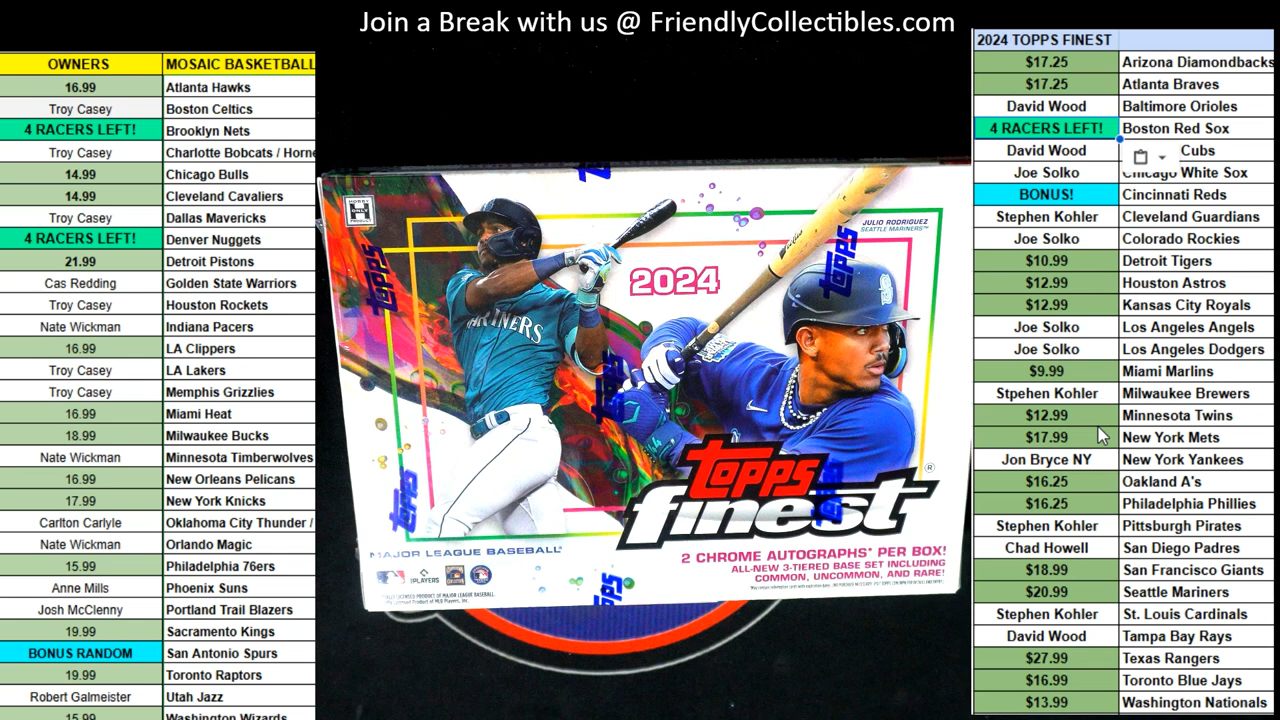 Join a Break with us @ FriendlyCollectibles.com
OWNERS MOSAIC BASKETBALL
16.99 Atlanta Hawks
Troy Casey Boston Celtics
4 RACERS LEFT! Brooklyn Nets
Troy Casey Charlotte Bobcats / Horne
14.99 Chicago Bulls
14.99 Cleveland Cavaliers
Troy Casey Dallas Mavericks
4 RACERS LEFT! Denver Nuggets
21.99 Detroit Pistons
Cas Redding Golden State Warriors
Troy Casey Houston Rockets
Nate Wickman Indiana Pacers
16.99 LA Clippers
Troy Casey LA Lakers
Troy Casey Memphis Grizzlies
16.99 Miami Heat
18.99 Milwaukee Bucks
Nate Wickman Minnesota Timberwolves
16.99 New Orleans Pelicans
17.99 New York Knicks
Carlton Carlyle Oklahoma City Thunder /
Nate Wickman Orlando Magic
15.99 Philadelphia 76ers
Anne Mills Phoenix Suns
Josh McClenny Portland Trail Blazers
19.99 Sacramento Kings
BONUS RANDOM San Antonio Spurs
19.99 Toronto Raptors
Robert Galmeister Utah Jazz
15.99 Washington Wizards
HOBBY
ONLY
PRODUCT
JULIO RODRIGUEZ
SEATTLE MARINERS™
2024
MARINERS
topps
topps
topps
topps
topps
finest
®
MAJOR LEAGUE BASEBALL®
2 CHROME AUTOGRAPHS* PER BOX!
ALL-NEW 3-TIERED BASE SET INCLUDING
COMMON, UNCOMMON, AND RARE!
PLAYERS
2024 TOPPS FINEST
$17.25 Arizona Diamondbacks
$17.25 Atlanta Braves
David Wood Baltimore Orioles
4 RACERS LEFT! Boston Red Sox
David Wood Cubs
Joe Solko Chicago White Sox
BONUS! Cincinnati Reds
Stephen Kohler Cleveland Guardians
Joe Solko Colorado Rockies
$10.99 Detroit Tigers
$12.99 Houston Astros
$12.99 Kansas City Royals
Joe Solko Los Angeles Angels
Joe Solko Los Angeles Dodgers
$9.99 Miami Marlins
Stpehen Kohler Milwaukee Brewers
$12.99 Minnesota Twins
$17.99 New York Mets
Jon Bryce NY New York Yankees
$16.25 Oakland A's
$16.25 Philadelphia Phillies
Stephen Kohler Pittsburgh Pirates
Chad Howell San Diego Padres
$18.99 San Francisco Giants
$20.99 Seattle Mariners
Stephen Kohler St. Louis Cardinals
David Wood Tampa Bay Rays
$27.99 Texas Rangers
$16.99 Toronto Blue Jays
$13.99 Washington Nationals